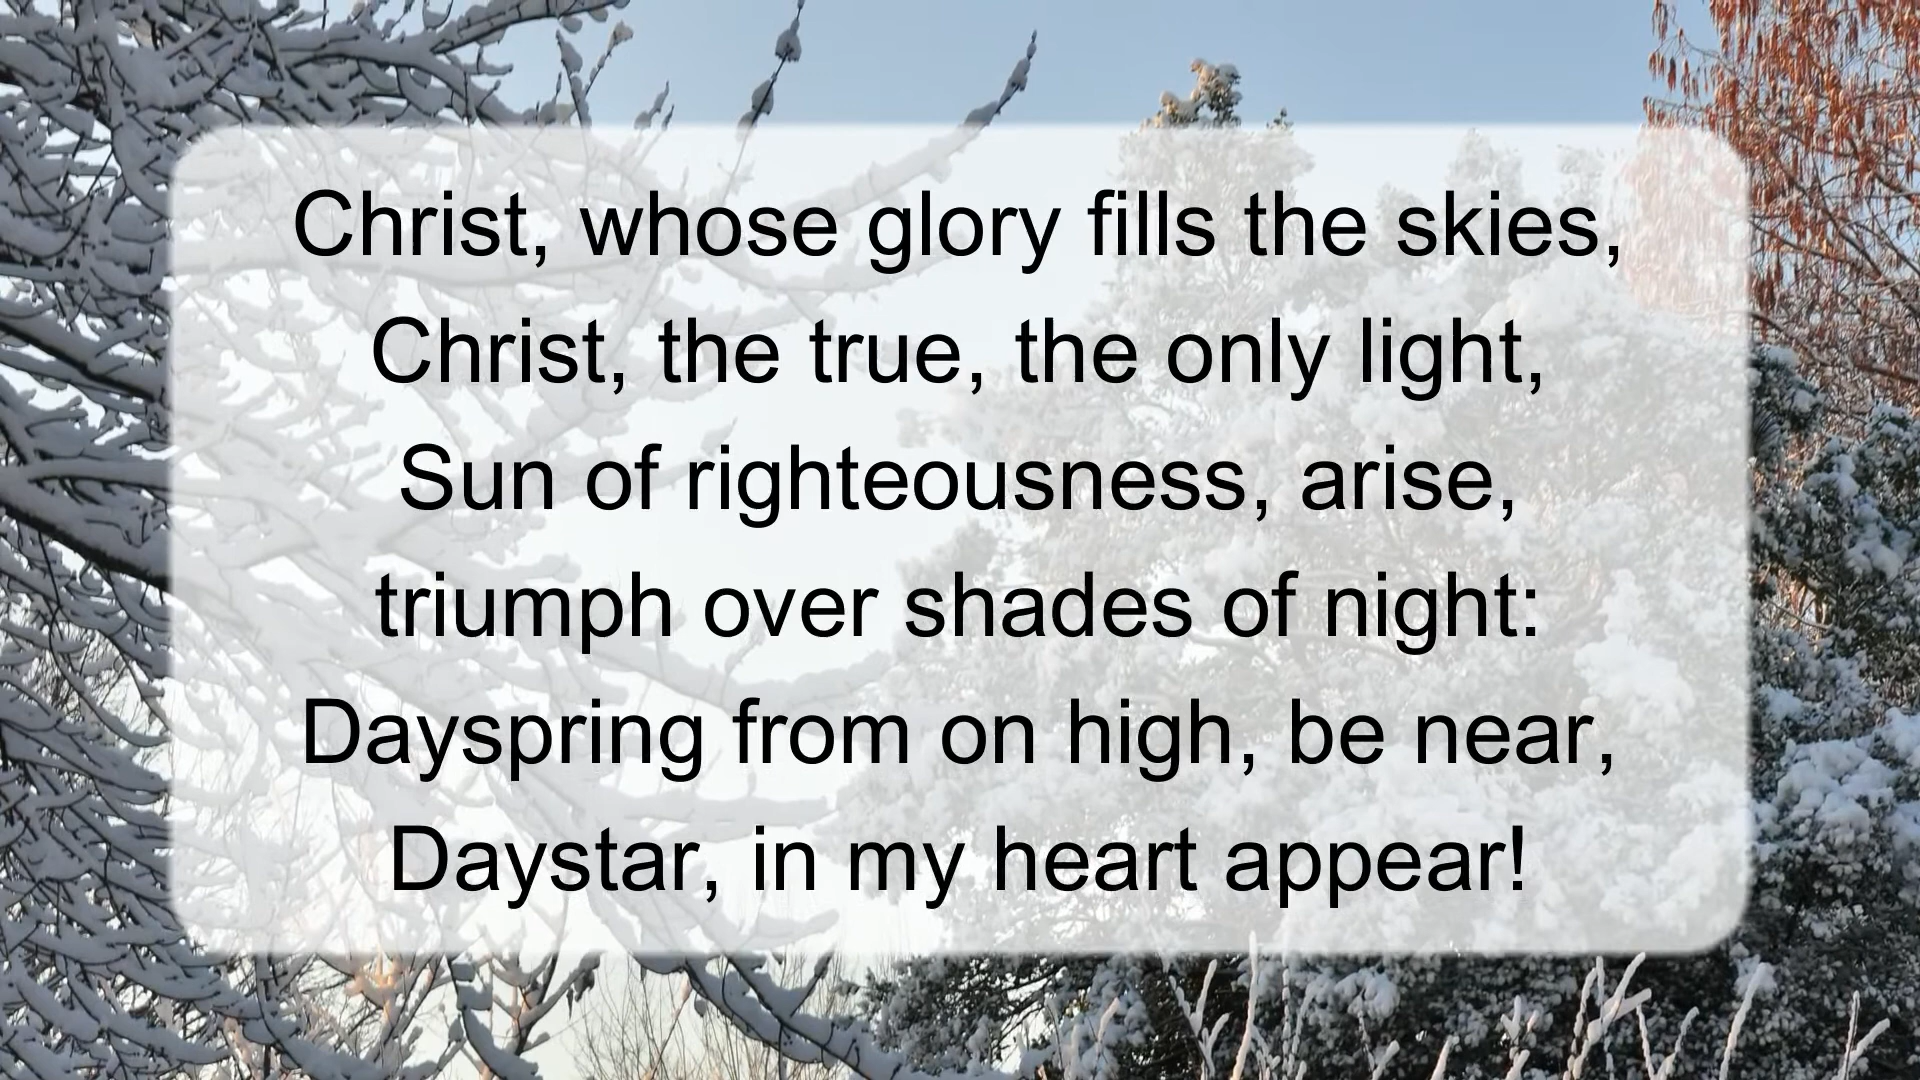 Christ, whose glory fills the skies,
Christ, the true, the only light,
Sun of righteousness, arise,
triumph over shades of night:
Dayspring from on high, be near,
Daystar, in my heart appear!